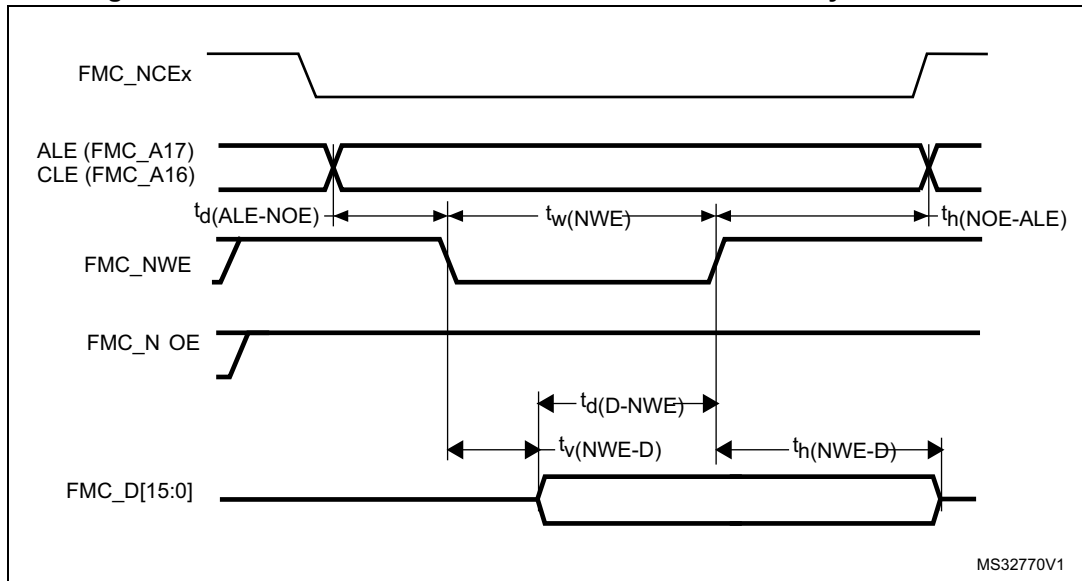 FMC_NCEx
ALE (FMC_A17)
CLE (FMC_A16)
td(ALE-NOE)
tw(NWE)
th(NOE-ALE)
FMC_NWE
FMC_N OE
td(D-NWE)
tv(NWE-D)
th(NWE-D)
FMC_D[15:0]
MS32770V1